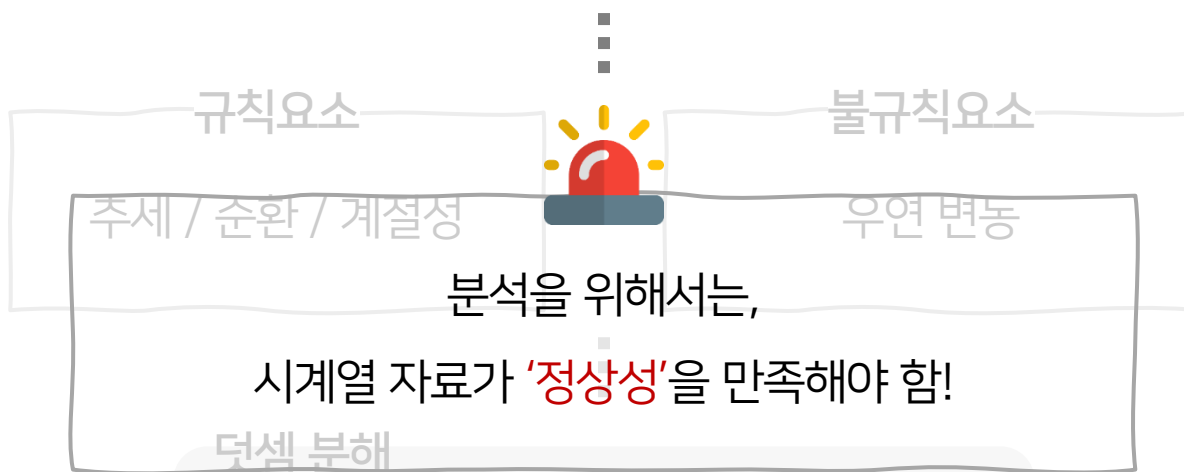 규칙요소
불규칙요소
추세 / 순환 / 계절성
우연 변동
분석을 위해서는,
시계열 자료가 ‘정상성’을 만족해야 함!
덧셈 분해